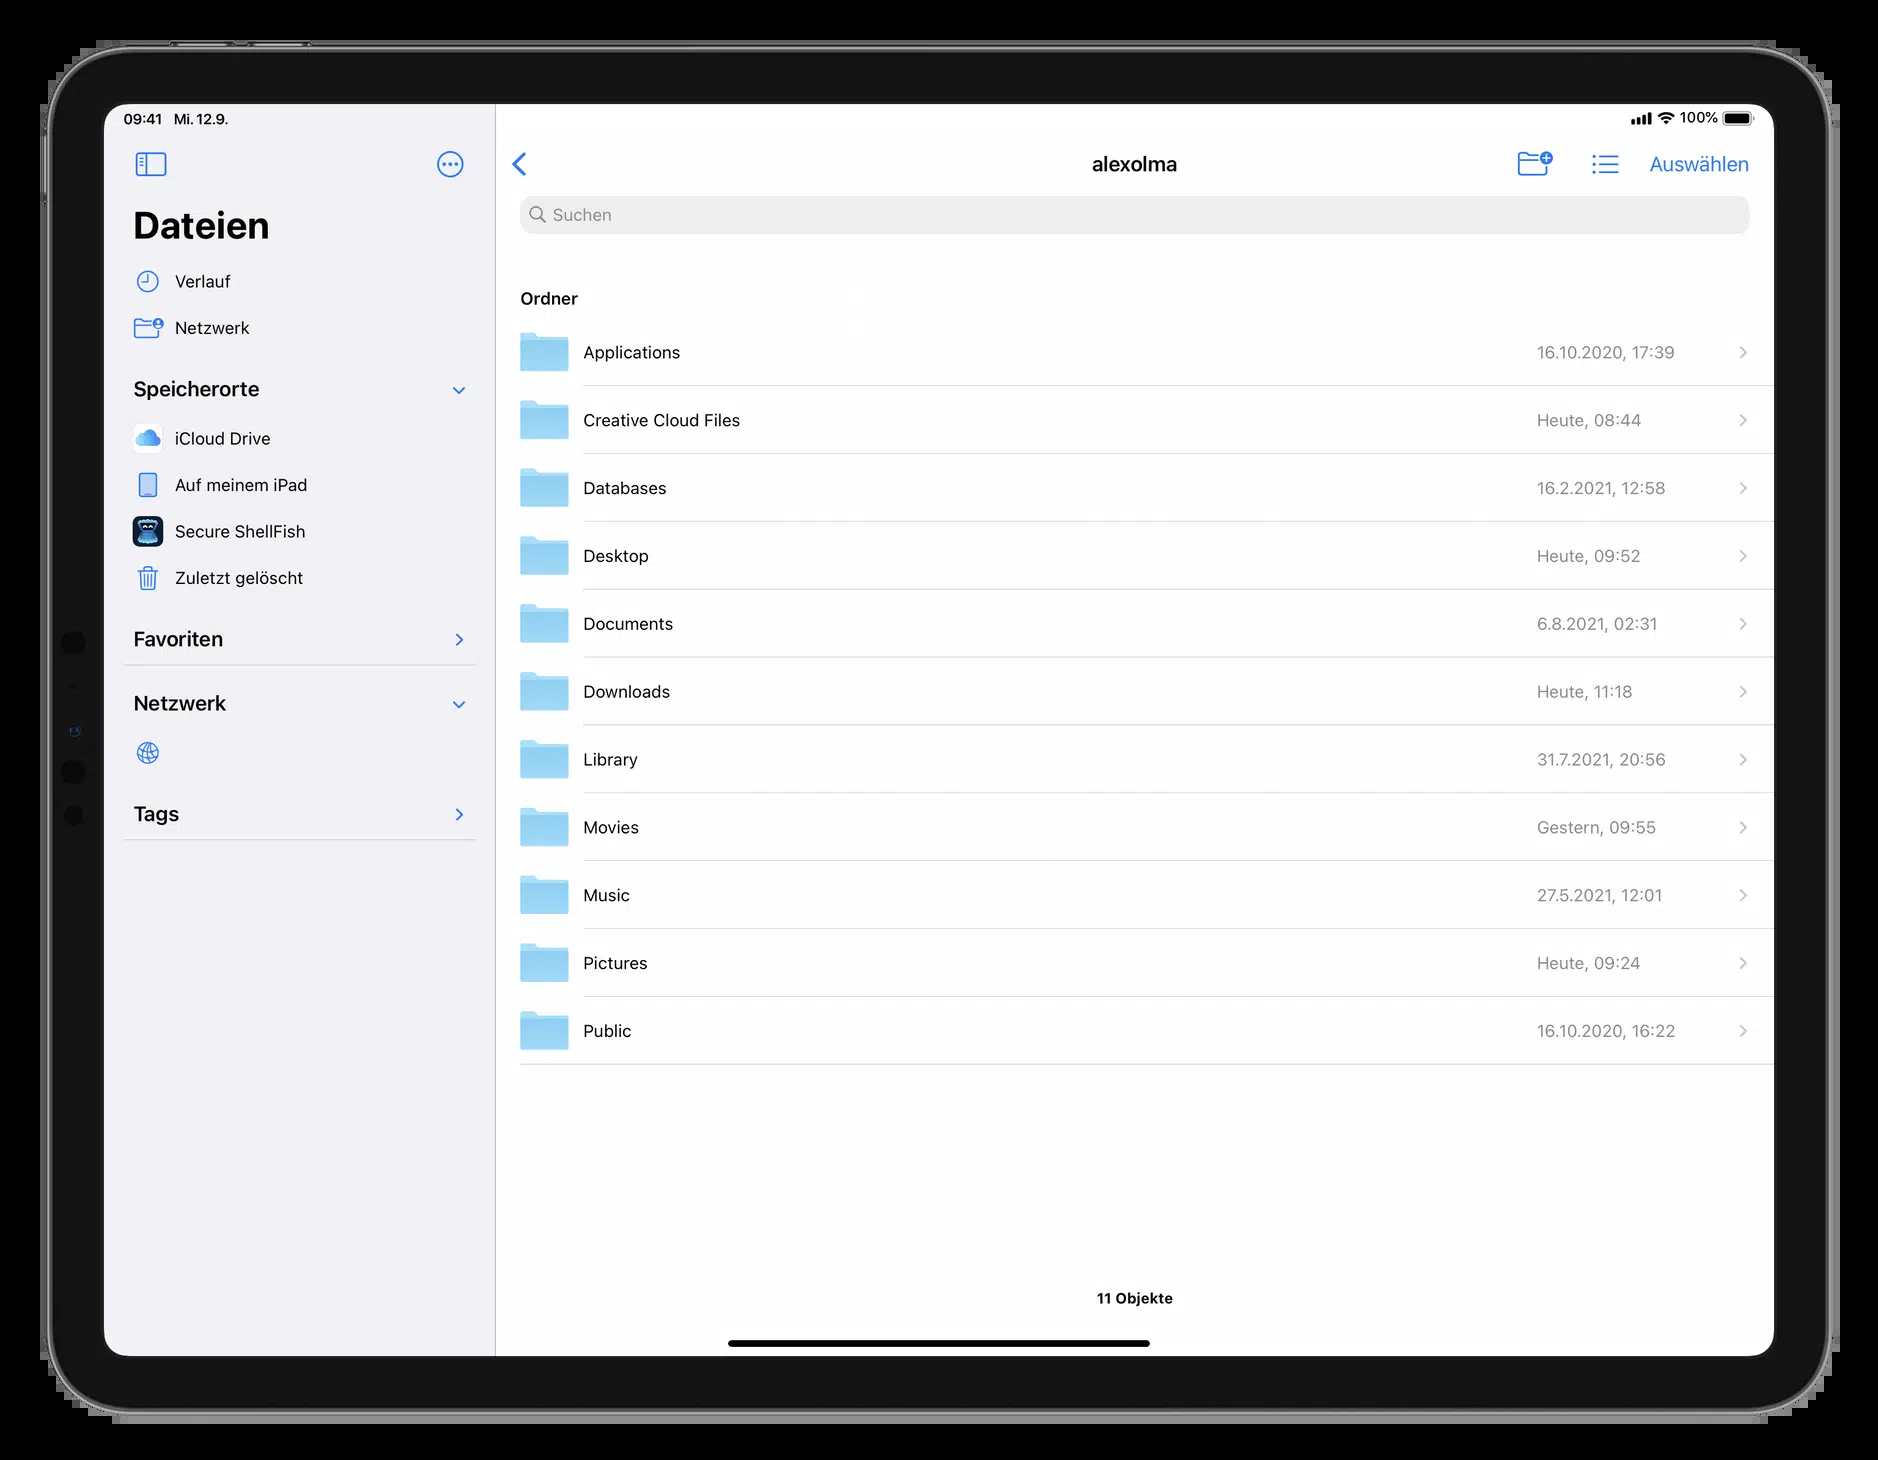 09:41 Mi. 12.9.
100%
Dateien
Verlauf
Netzwerk
Speicherorte
iCloud Drive
Auf meinem iPad
Secure ShellFish
Zuletzt gelöscht
Favoriten
Netzwerk
Tags
alexolma
Auswählen
Suchen
Ordner
Applications 16.10.2020, 17:39
Creative Cloud Files Heute, 08:44
Databases 16.2.2021, 12:58
Desktop Heute, 09:52
Documents 6.8.2021, 02:31
Downloads Heute, 11:18
Library 31.7.2021, 20:56
Movies Gestern, 09:55
Music 27.5.2021, 12:01
Pictures Heute, 09:24
Public 16.10.2020, 16:22
11 Objekte